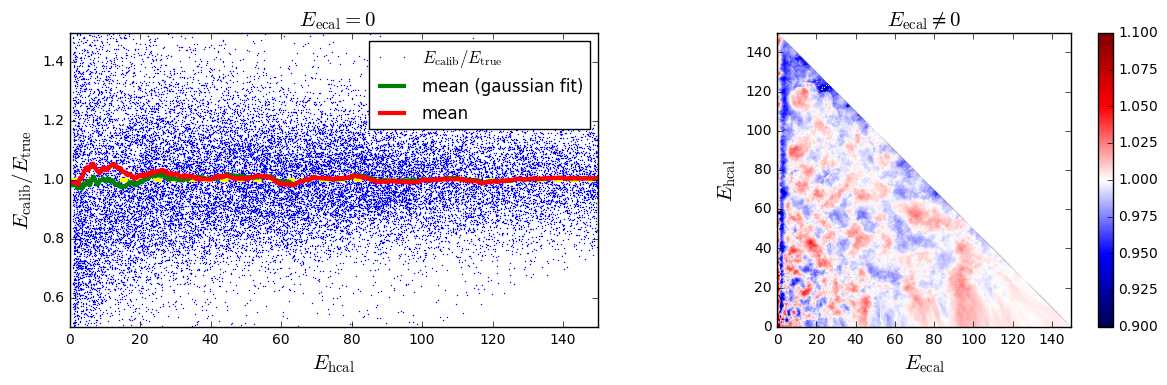 E_ecal = 0
E_calib/E_true
1.4
1.2
1.0
0.8
0.6
0 20 40 60 80 100 120 140
E_hcal
E_calib/E_true
mean (gaussian fit)
mean
E_ecal ≠ 0
E_hcal
140
120
100
80
60
40
20
0
0 20 40 60 80 100 120 140
E_ecal
1.100
1.075
1.050
1.025
1.000
0.975
0.950
0.925
0.900